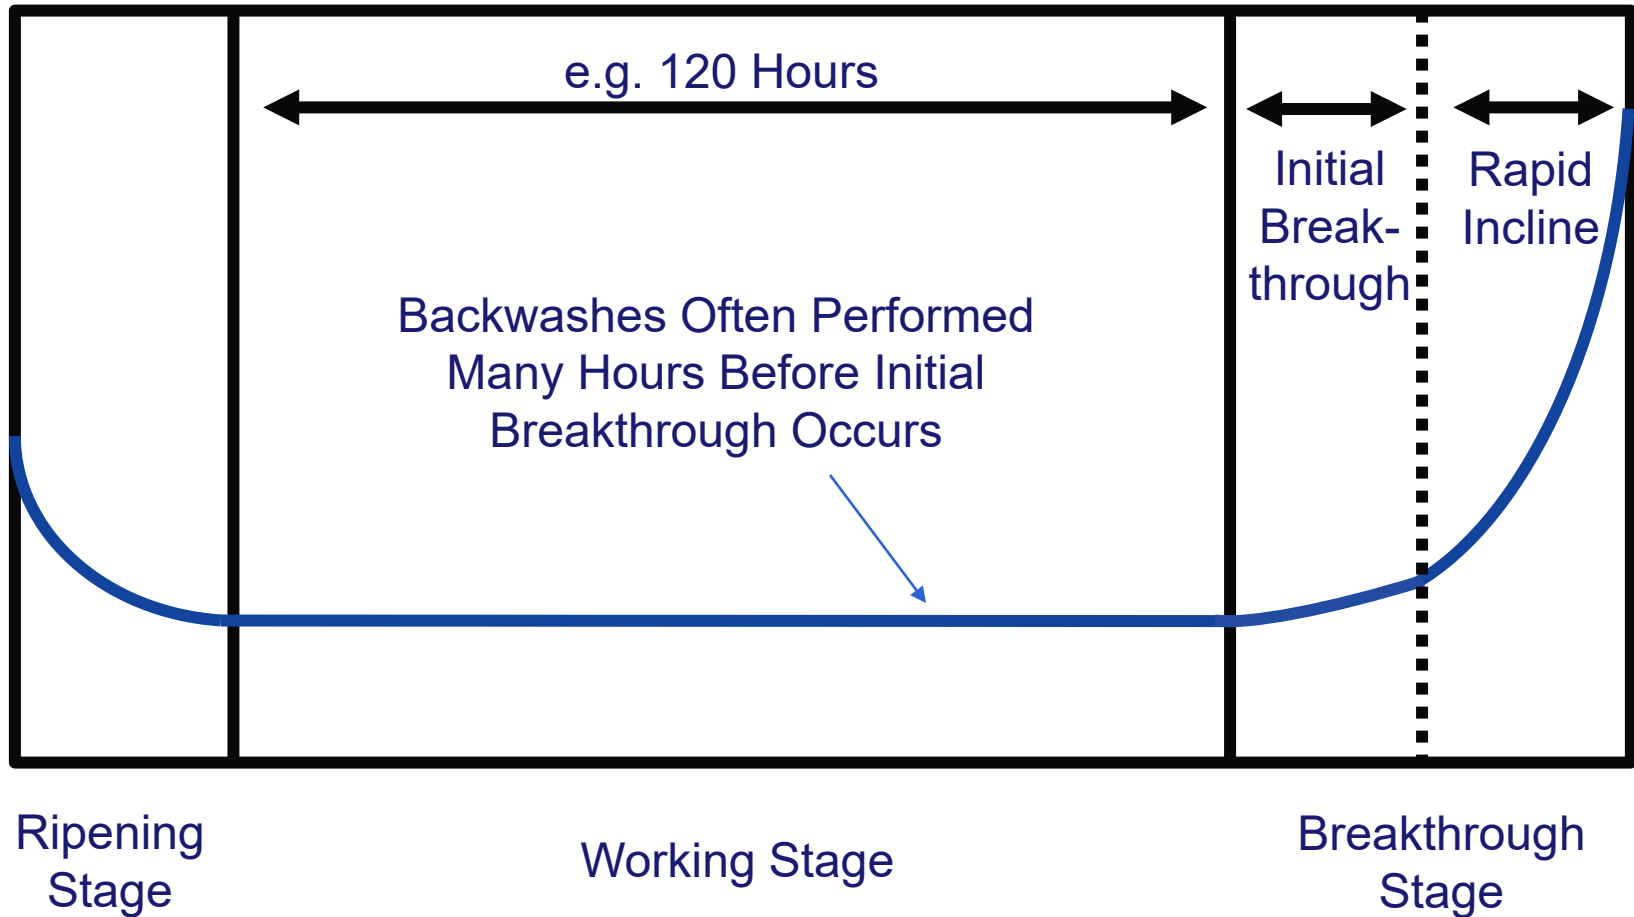 e.g. 120 Hours
Initial
Break-
through
Rapid
Incline
Backwashes Often Performed
Many Hours Before Initial
Breakthrough Occurs
Ripening
Stage
Working Stage
Breakthrough
Stage